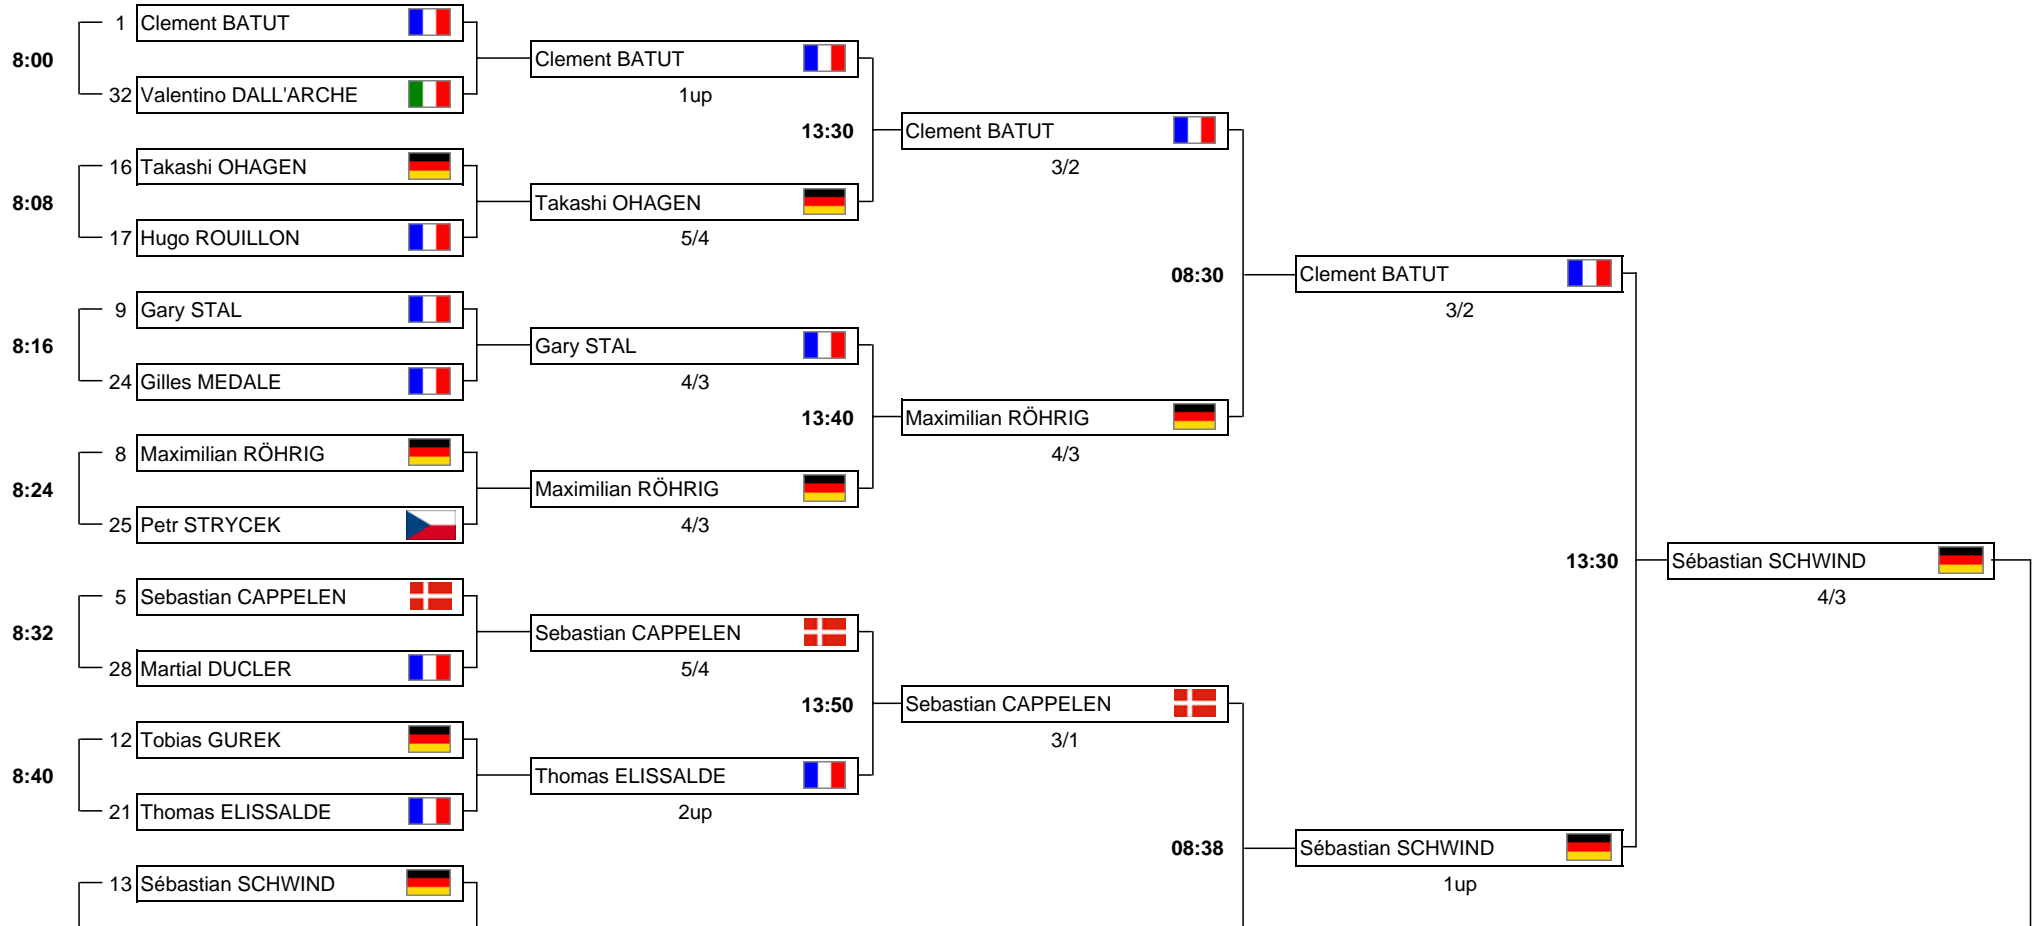 1 Clement BATUT
8:00
Clement BATUT
32 Valentino DALL'ARCHE
1up
13:30
Clement BATUT
16 Takashi OHAGEN
3/2
8:08
Takashi OHAGEN
17 Hugo ROUILLON
5/4
08:30
Clement BATUT
9 Gary STAL
3/2
8:16
Gary STAL
24 Gilles MEDALE
4/3
13:40
Maximilian RÖHRIG
8 Maximilian RÖHRIG
4/3
8:24
Maximilian RÖHRIG
25 Petr STRYCEK
4/3
13:30
Sébastian SCHWIND
5 Sebastian CAPPELEN
4/3
8:32
Sebastian CAPPELEN
28 Martial DUCLER
5/4
13:50
Sebastian CAPPELEN
12 Tobias GUREK
3/1
8:40
Thomas ELISSALDE
21 Thomas ELISSALDE
2up
08:38
Sébastian SCHWIND
13 Sébastian SCHWIND
1up